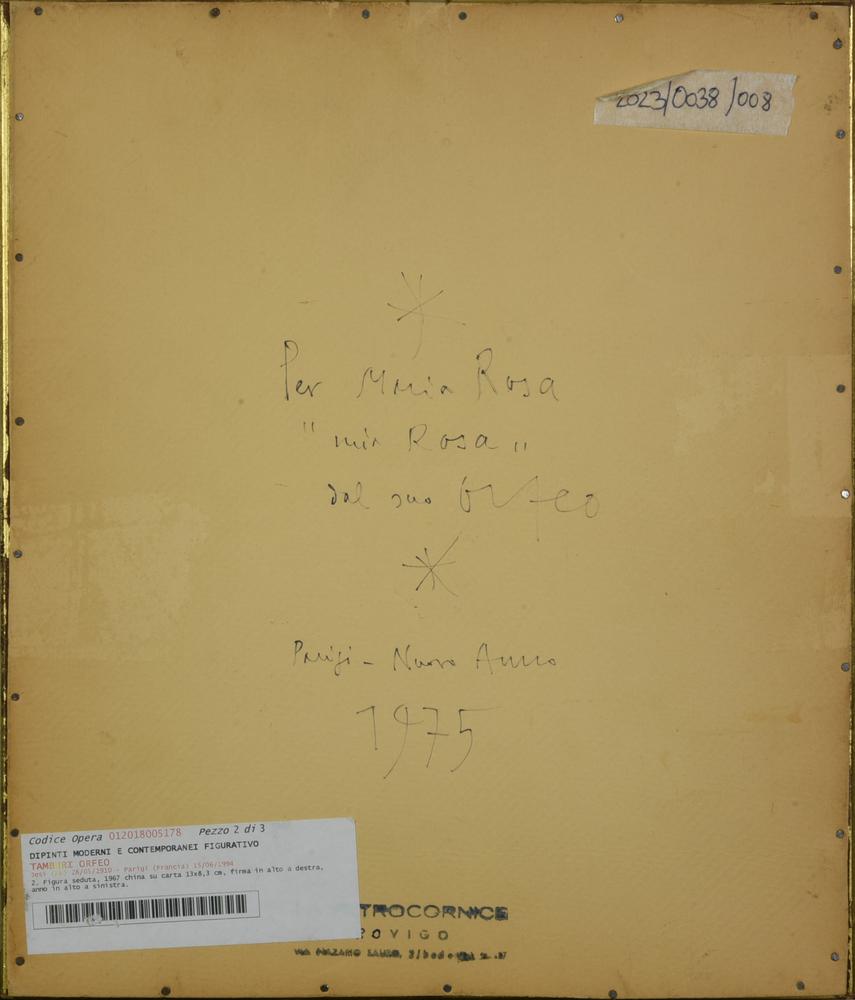 2023/0038/008
Per Maria Rosa
"mia Rosa"
dal suo Orfeo
Parigi - Nuovo Anno
1975
Codice Opera 012018005178 Pezzo 2 di 3
DIPINTI MODERNI E CONTEMPORANEI FIGURATIVO
TAMBURI ORFEO
Jesi 28/05/1910 - Parigi (Francia) 15/06/1994
2. Figura seduta, 1967 china su carta 13x8,3 cm, firma in alto a destra,
anno in alto a sinistra.
TROCORNICE
ROVIGO
VIA NAZARIO SAURO,